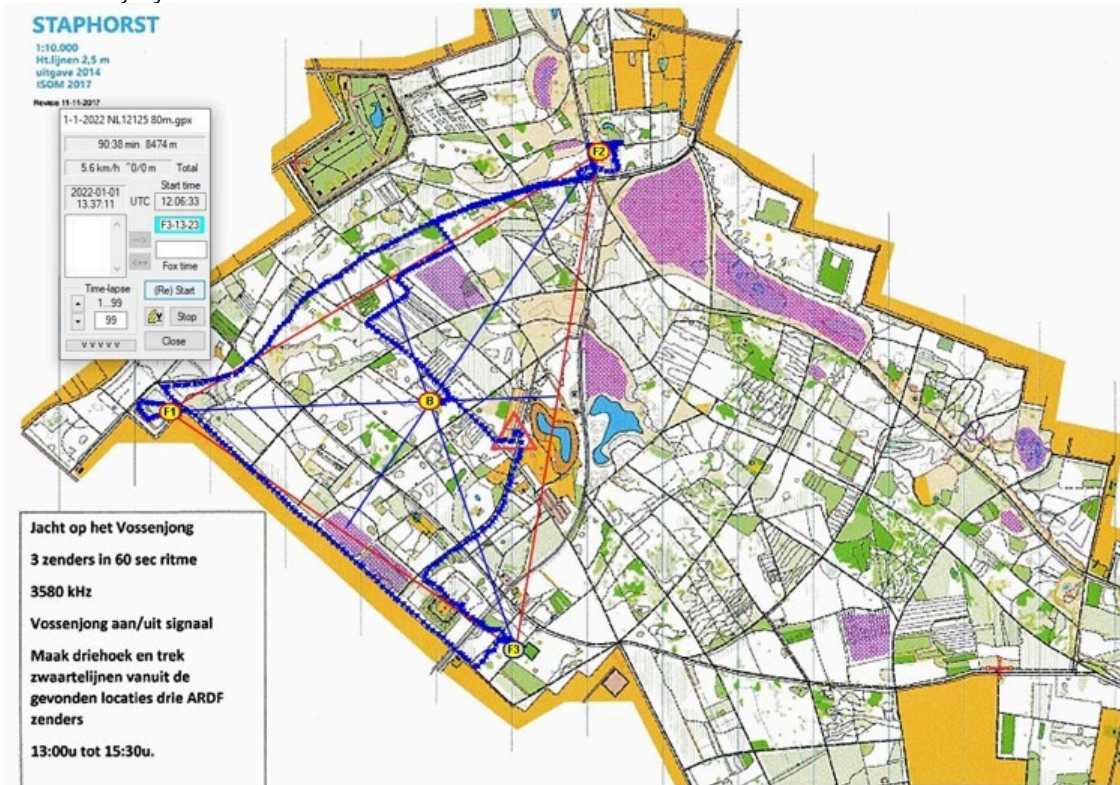 STAPHORST
1:10.000
Ht.lijnen 2,5 m
uitgave 2014
ISOM 2017
Revisie 11-11-2017
1-1-2022 NL12125 80m.gpx
90:38 min 8474 m
5.6 km/h ^0/0 m Total
Start time
2022-01-01
13.37:11
UTC
12.06:33
F3-13-23
-->
<--
Fox time
Time-lapse
1...99
99
(Re) Start
Stop
v v v v v
Close
F2
F1
B
F3
Jacht op het Vossenjong
3 zenders in 60 sec ritme
3580 kHz
Vossenjong aan/uit signaal
Maak driehoek en trek
zwaartelijnen vanuit de
gevonden locaties drie ARDF
zenders
13:00u tot 15:30u.